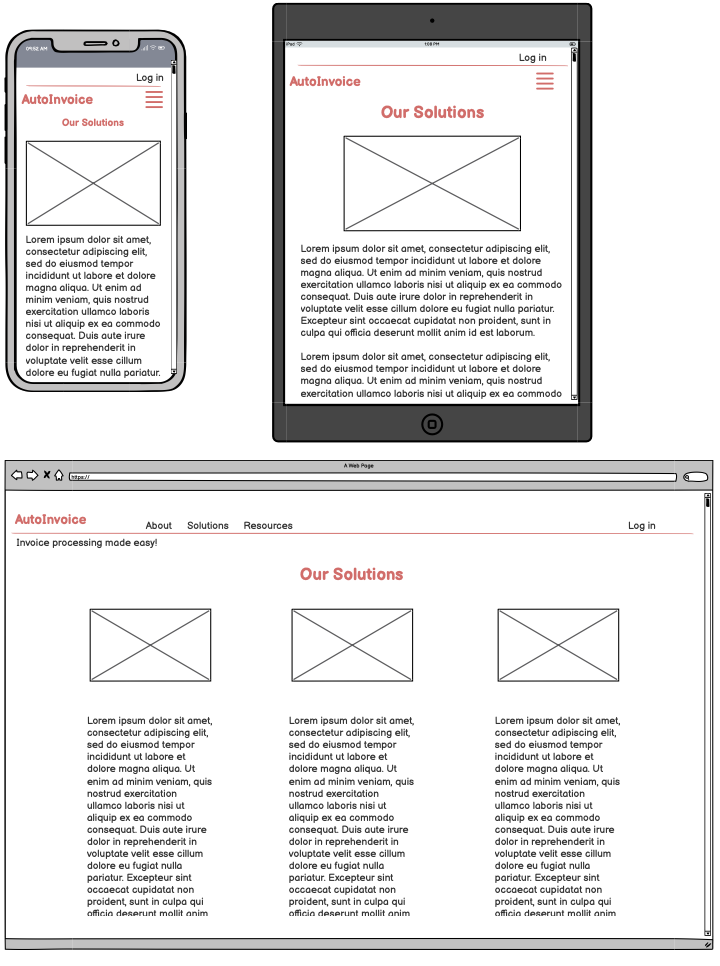 09:52 AM
Log in
AutoInvoice
Our Solutions
Lorem ipsum dolor sit amet,
consectetur adipiscing elit,
sed do eiusmod tempor
incididunt ut labore et dolore
magna aliqua. Ut enim ad
minim veniam, quis nostrud
exercitation ullamco laboris
nisi ut aliquip ex ea commodo
consequat. Duis aute irure
dolor in reprehenderit in
voluptate velit esse cillum
dolore eu fugiat nulla pariatur.
iPad 1:08 PM
Log in
AutoInvoice
Our Solutions
Lorem ipsum dolor sit amet, consectetur adipiscing elit,
sed do eiusmod tempor incididunt ut labore et dolore
magna aliqua. Ut enim ad minim veniam, quis nostrud
exercitation ullamco laboris nisi ut aliquip ex ea commodo
consequat. Duis aute irure dolor in reprehenderit in
voluptate velit esse cillum dolore eu fugiat nulla pariatur.
Excepteur sint occaecat cupidatat non proident, sunt in
culpa qui officia deserunt mollit anim id est laborum.
Lorem ipsum dolor sit amet, consectetur adipiscing elit,
sed do eiusmod tempor incididunt ut labore et dolore
magna aliqua. Ut enim ad minim veniam, quis nostrud
exercitation ullamco laboris nisi ut aliquip ex ea commodo
A Web Page
https://
AutoInvoice About Solutions Resources Log in
Invoice processing made easy!
Our Solutions
Lorem ipsum dolor sit amet,
consectetur adipiscing elit,
sed do eiusmod tempor
incididunt ut labore et
dolore magna aliqua. Ut
enim ad minim veniam, quis
nostrud exercitation
ullamco laboris nisi ut
aliquip ex ea commodo
consequat. Duis aute irure
dolor in reprehenderit in
voluptate velit esse cillum
dolore eu fugiat nulla
pariatur. Excepteur sint
occaecat cupidatat non
proident, sunt in culpa qui
officia deserunt mollit anim
Lorem ipsum dolor sit amet,
consectetur adipiscing elit,
sed do eiusmod tempor
incididunt ut labore et
dolore magna aliqua. Ut
enim ad minim veniam, quis
nostrud exercitation
ullamco laboris nisi ut
aliquip ex ea commodo
consequat. Duis aute irure
dolor in reprehenderit in
voluptate velit esse cillum
dolore eu fugiat nulla
pariatur. Excepteur sint
occaecat cupidatat non
proident, sunt in culpa qui
officia deserunt mollit anim
Lorem ipsum dolor sit amet,
consectetur adipiscing elit,
sed do eiusmod tempor
incididunt ut labore et
dolore magna aliqua. Ut
enim ad minim veniam, quis
nostrud exercitation
ullamco laboris nisi ut
aliquip ex ea commodo
consequat. Duis aute irure
dolor in reprehenderit in
voluptate velit esse cillum
dolore eu fugiat nulla
pariatur. Excepteur sint
occaecat cupidatat non
proident, sunt in culpa qui
officia deserunt mollit anim